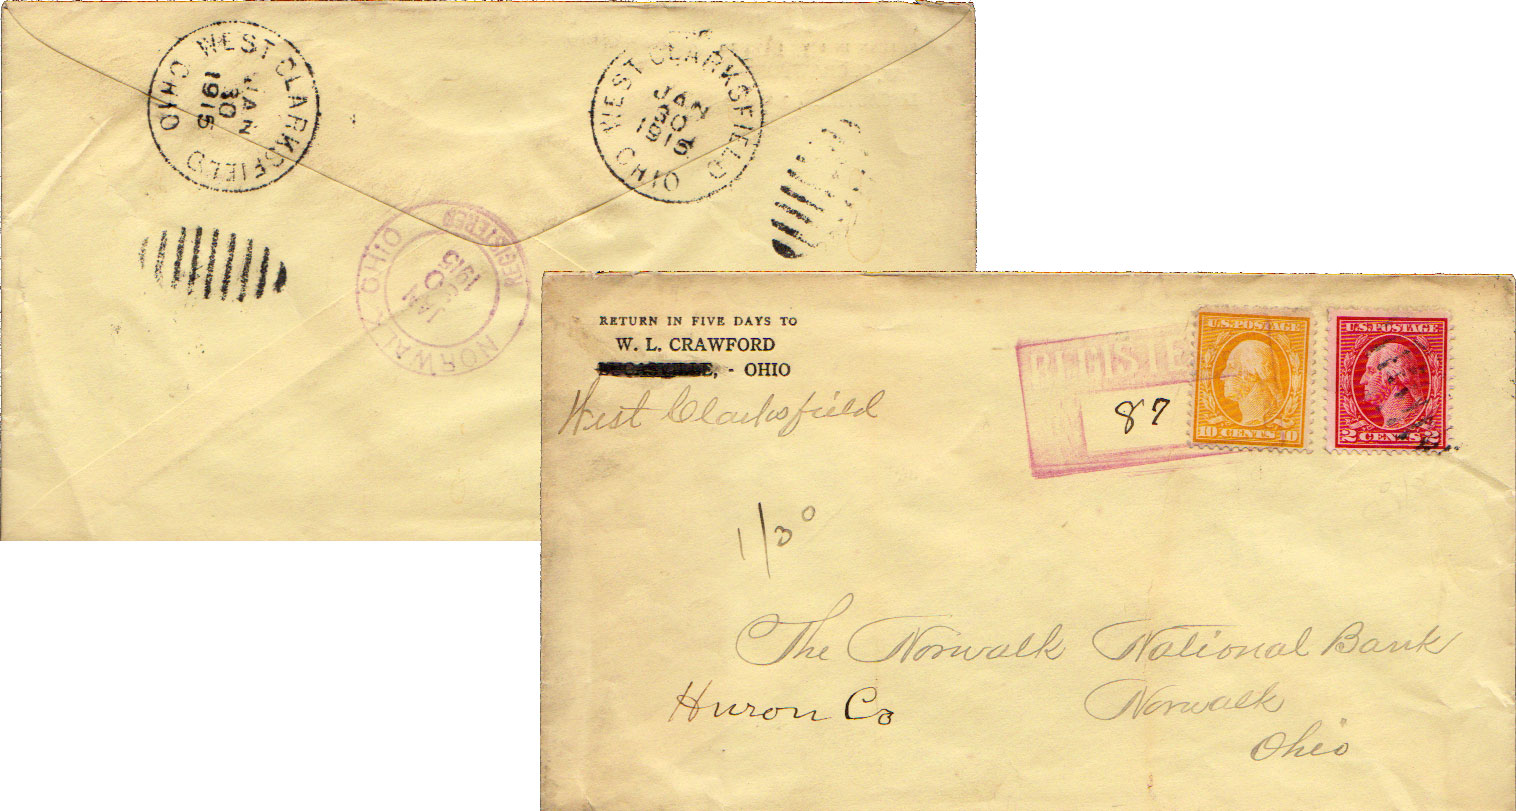 WEST CLARKSFIELD
JAN
30
1915
OHIO
WEST CLARKSFIELD
JAN
30
1915
OHIO
REGISTERED
JAN
30
1915
NORWALK OHIO
RETURN IN FIVE DAYS TO
W. L. CRAWFORD
- OHIO
West Clarksfield
87
U.S. POSTAGE
10 CENTS 10
U.S. POSTAGE
2 CENTS 2
1/30
The Norwalk National Bank
Huron Co
Norwalk
Ohio